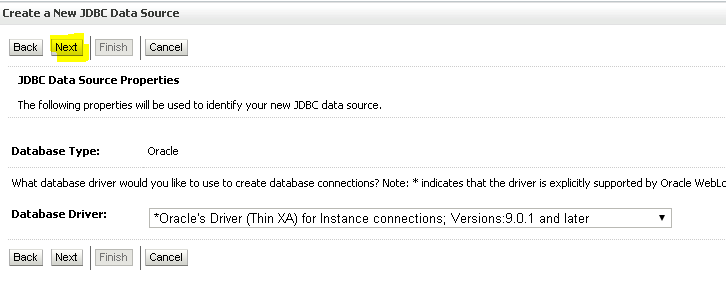 Create a New JDBC Data Source
Back Next Finish Cancel
JDBC Data Source Properties
The following properties will be used to identify your new JDBC data source.
Database Type: Oracle
What database driver would you like to use to create database connections? Note: * indicates that the driver is explicitly supported by Oracle WebLo
Database Driver: *Oracle's Driver (Thin XA) for Instance connections; Versions:9.0.1 and later
Back Next Finish Cancel